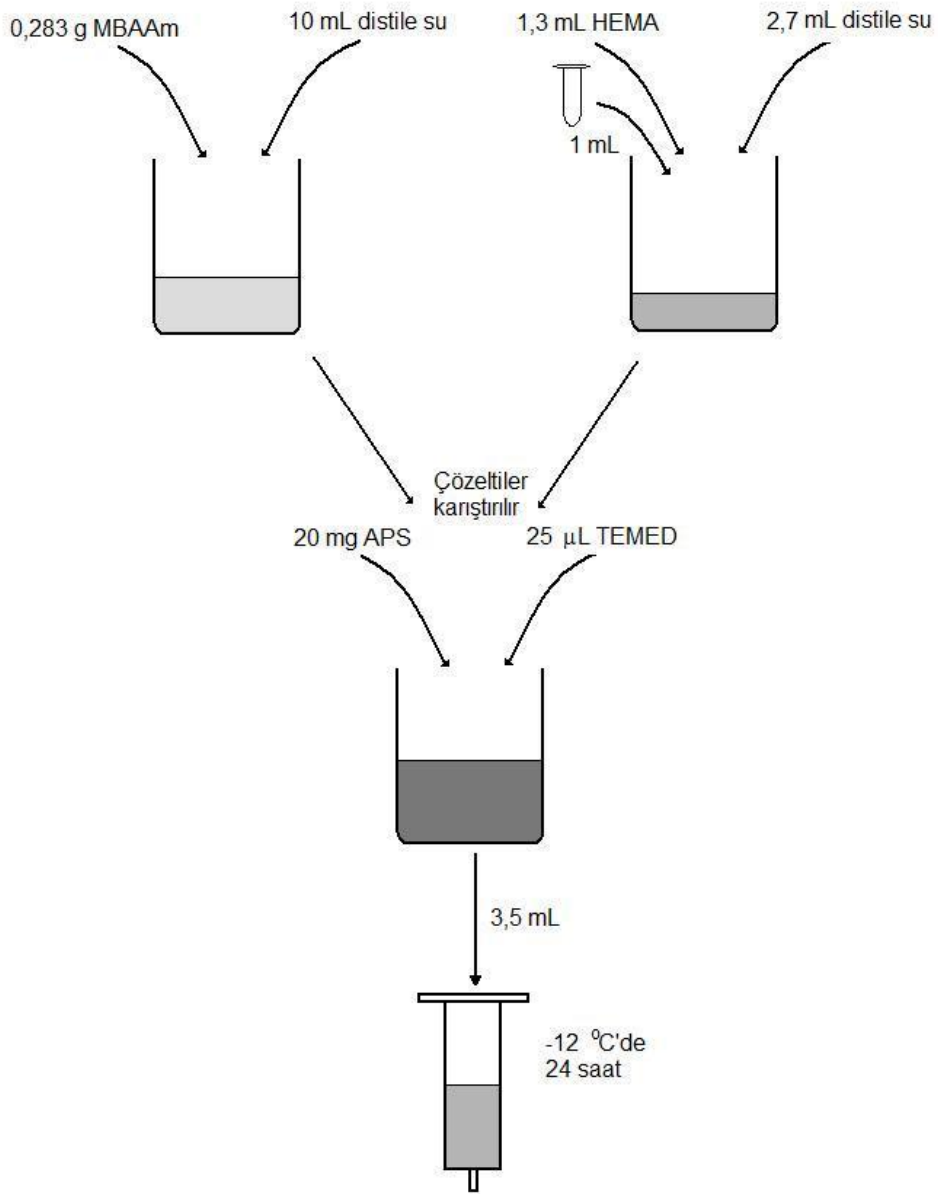 0,283 g MBAAm
10 mL distile su
1,3 mL HEMA
2,7 mL distile su
1 mL
Çözeltiler
karıştırılır
20 mg APS
25 µL TEMED
3,5 mL
-12 ⁰C'de
24 saat